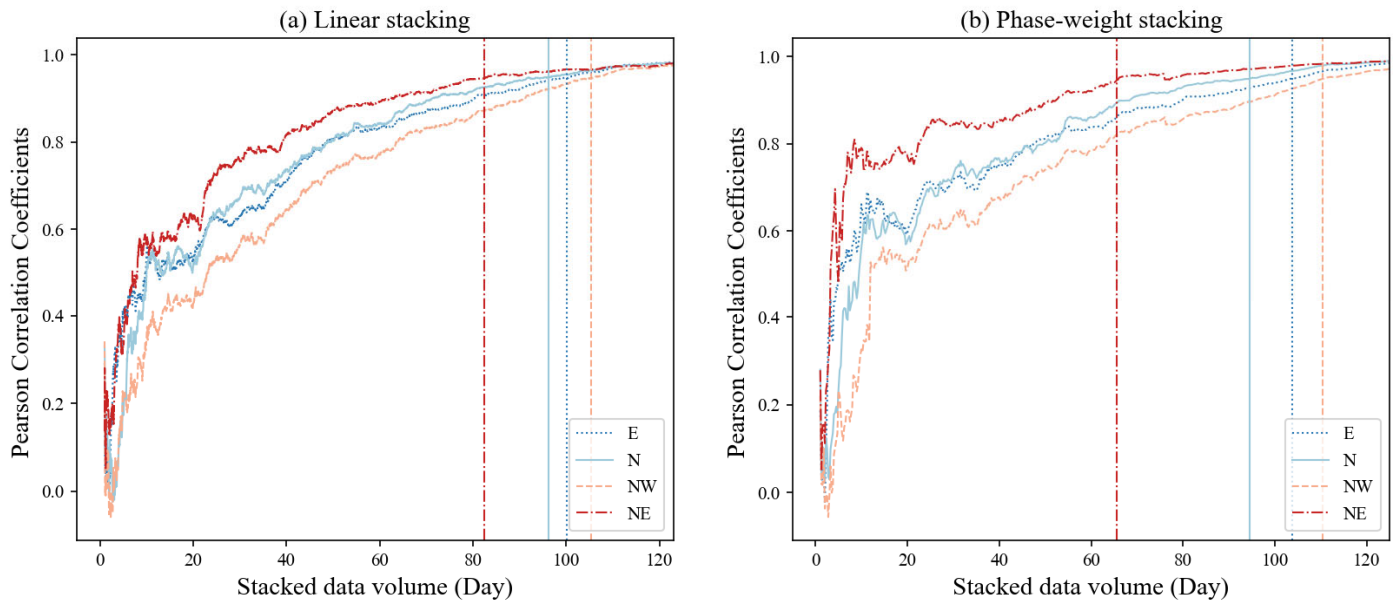 (a) Linear stacking
Pearson Correlation Coefficients
1.0
0.8
0.6
0.4
0.2
0.0
0
20
40
60
80
100
120
Stacked data volume (Day)
E
N
NW
NE
(b) Phase-weight stacking
Pearson Correlation Coefficients
1.0
0.8
0.6
0.4
0.2
0.0
0
20
40
60
80
100
120
Stacked data volume (Day)
E
N
NW
NE